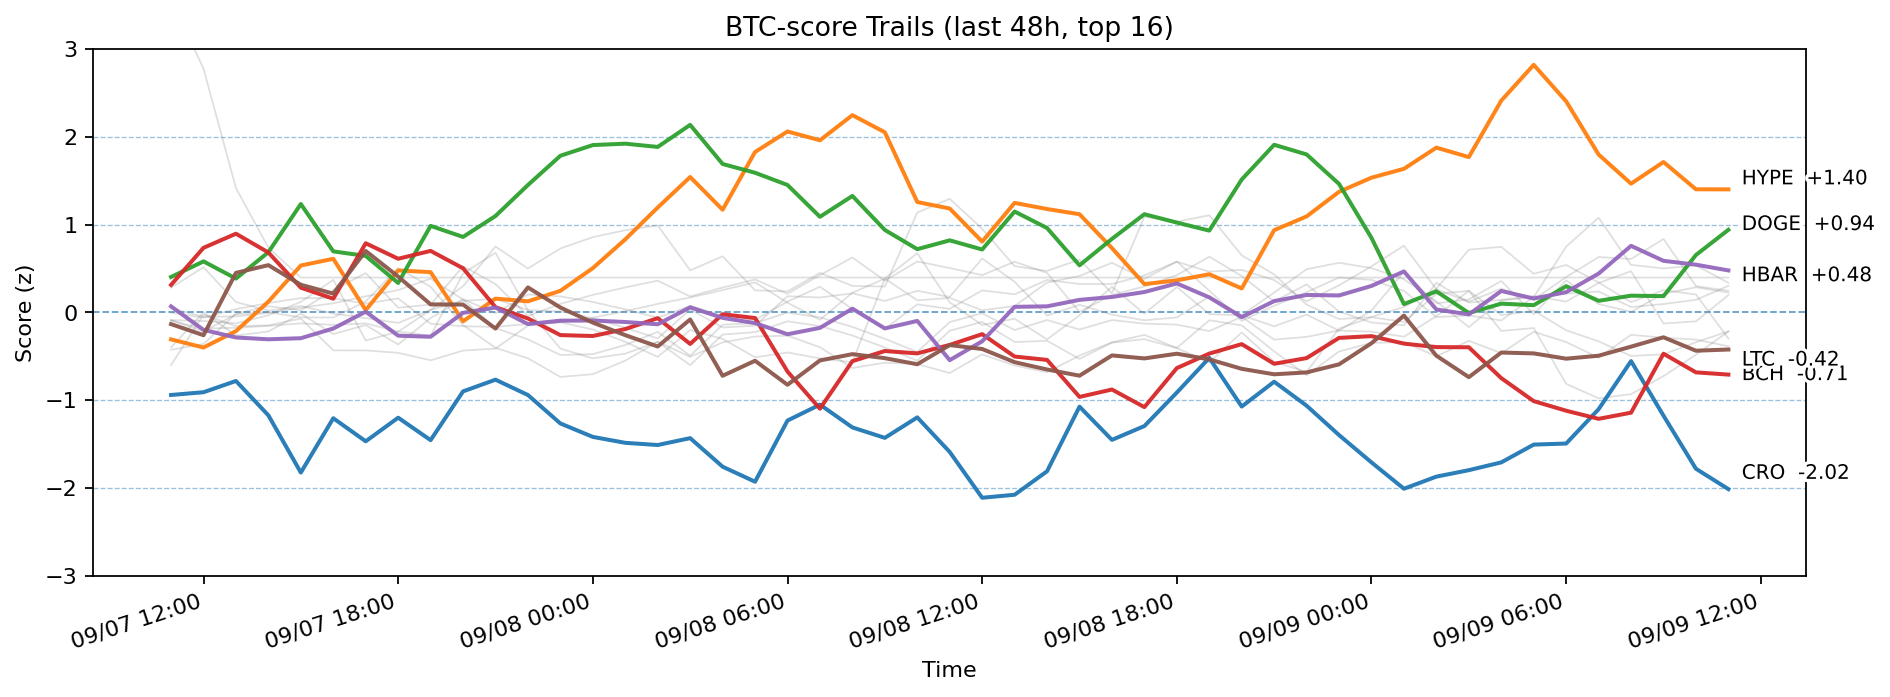 BTC-score Trails (last 48h, top 16)
Score (z)
3
2
1
0
−1
−2
−3
HYPE +1.40
DOGE +0.94
HBAR +0.48
LTC -0.42
BCH -0.71
CRO -2.02
09/07 12:00
09/07 18:00
09/08 00:00
09/08 06:00
09/08 12:00
09/08 18:00
09/09 00:00
09/09 06:00
09/09 12:00
Time